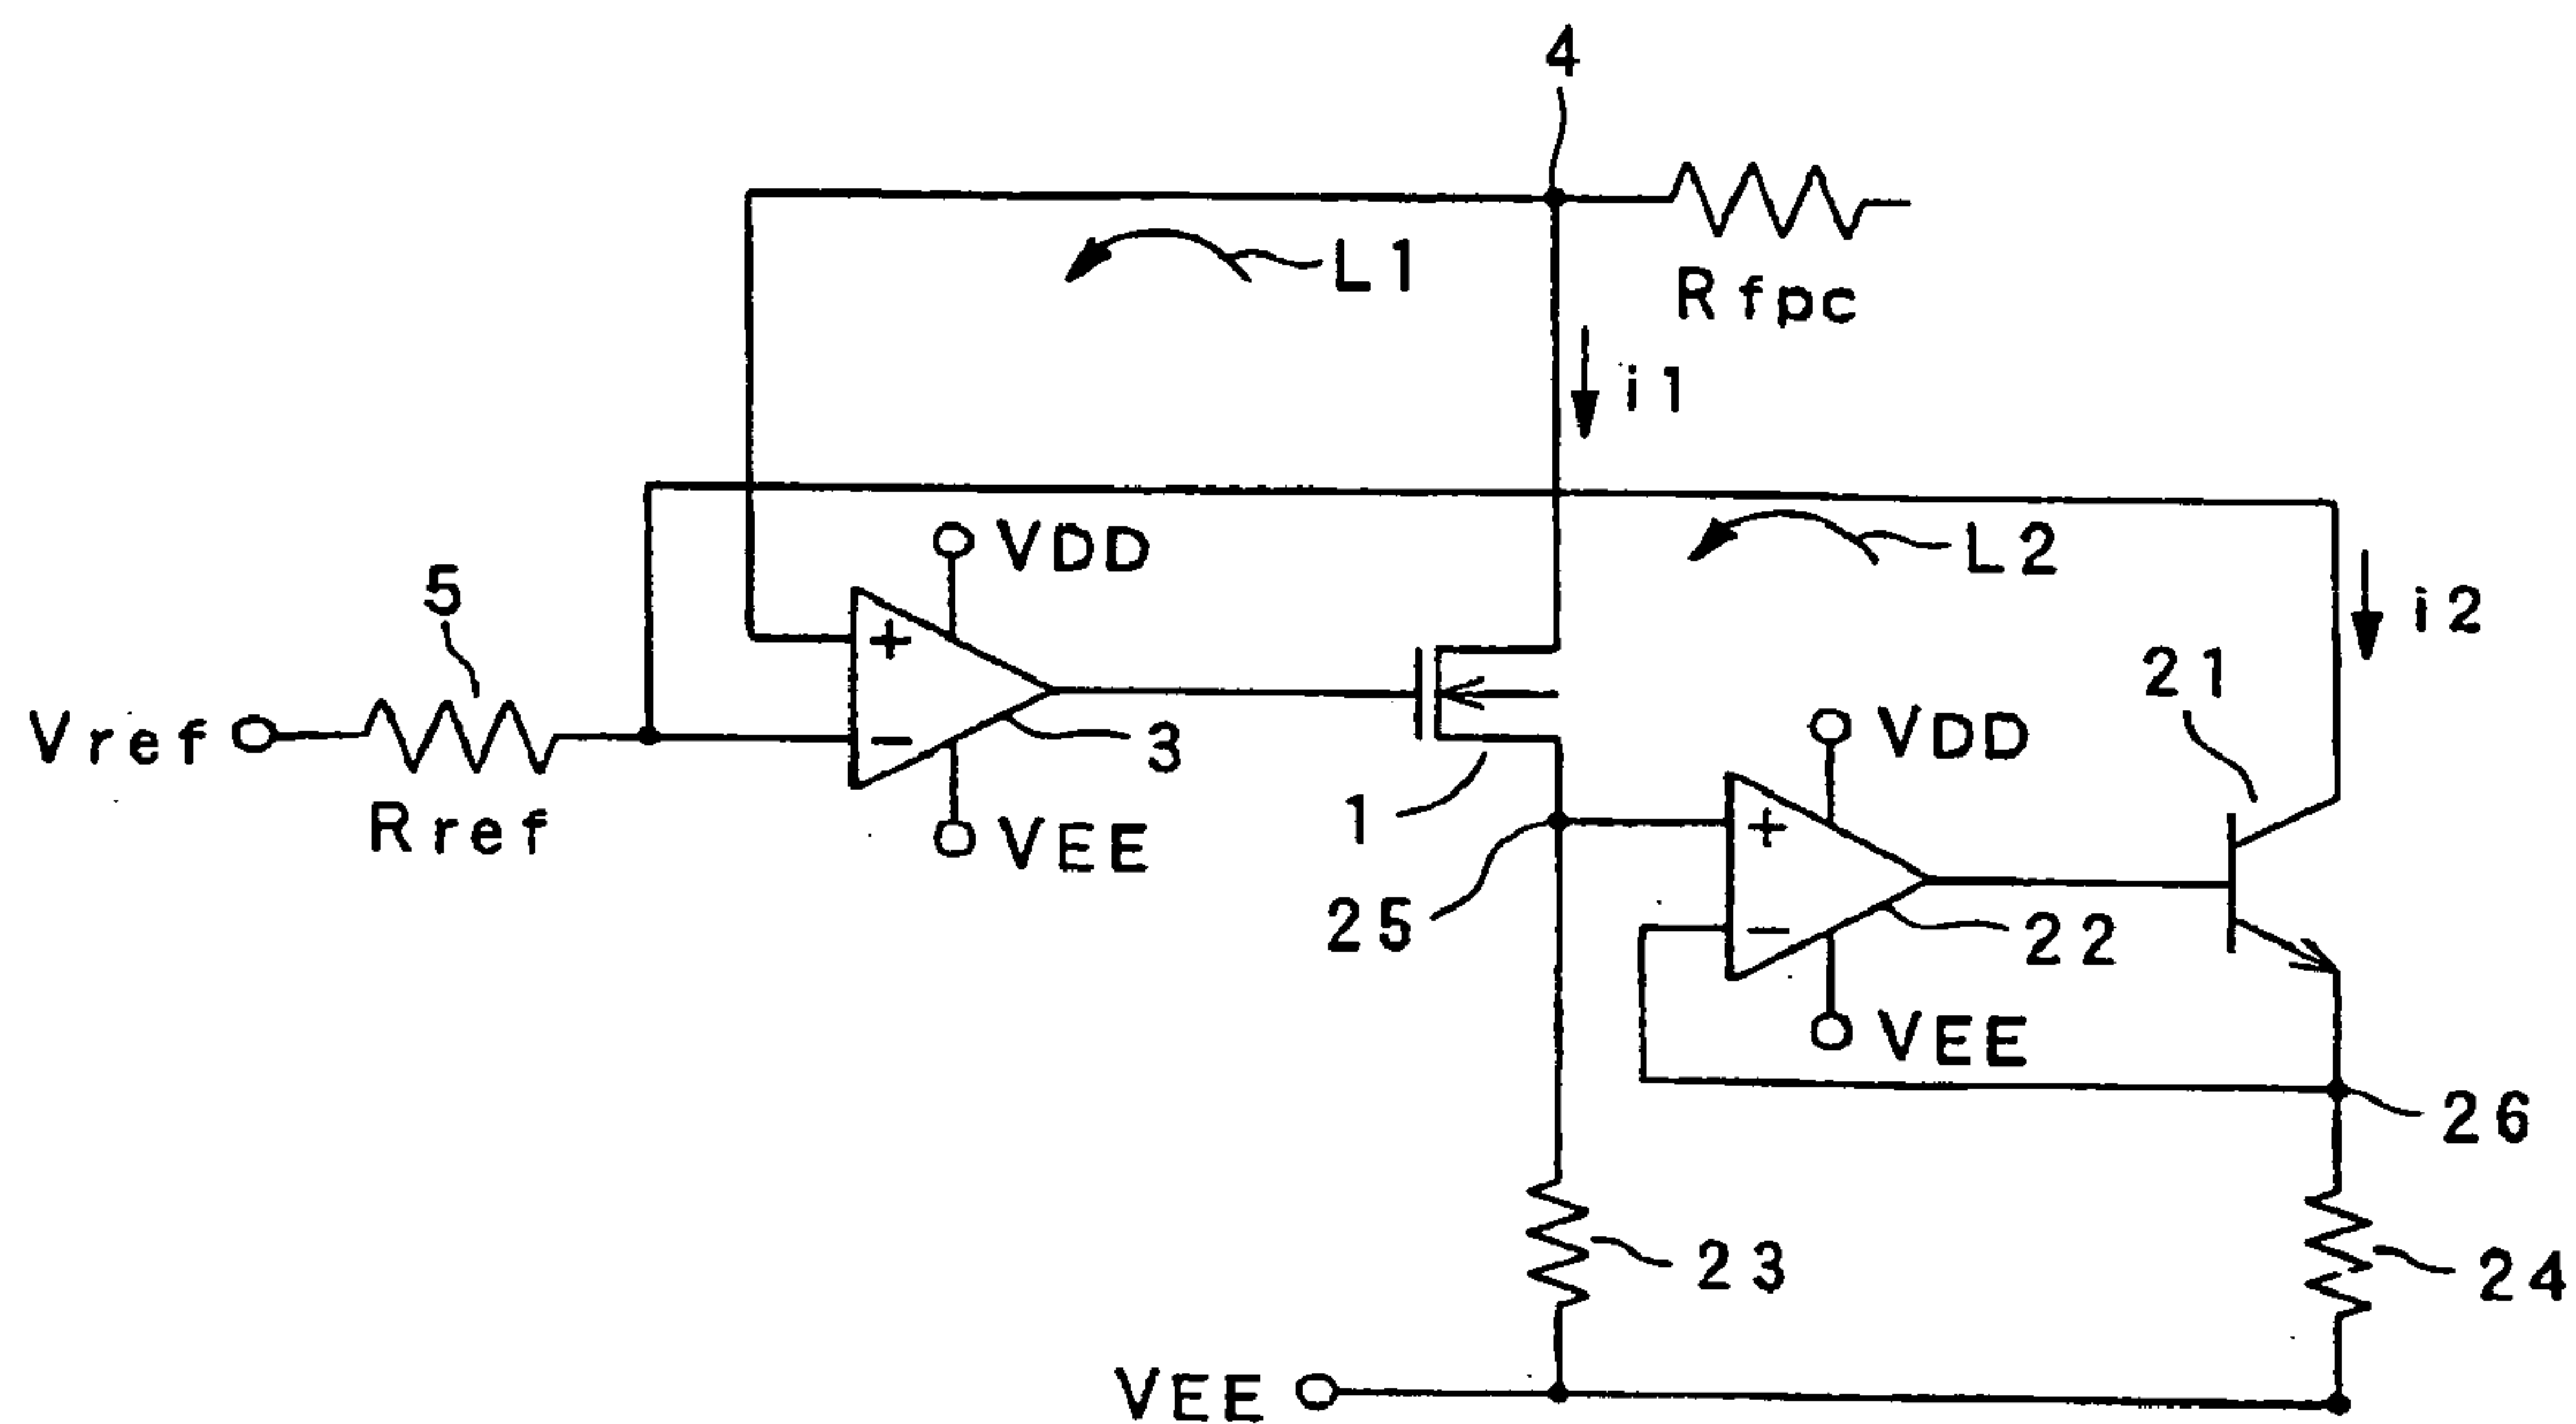 4
L1
Rfpc
i1
VDD
L2
5
i2
21
+
Vref
-
3
VDD
Rref
1
VEE
+
25
-
22
VEE
26
23
24
VEE